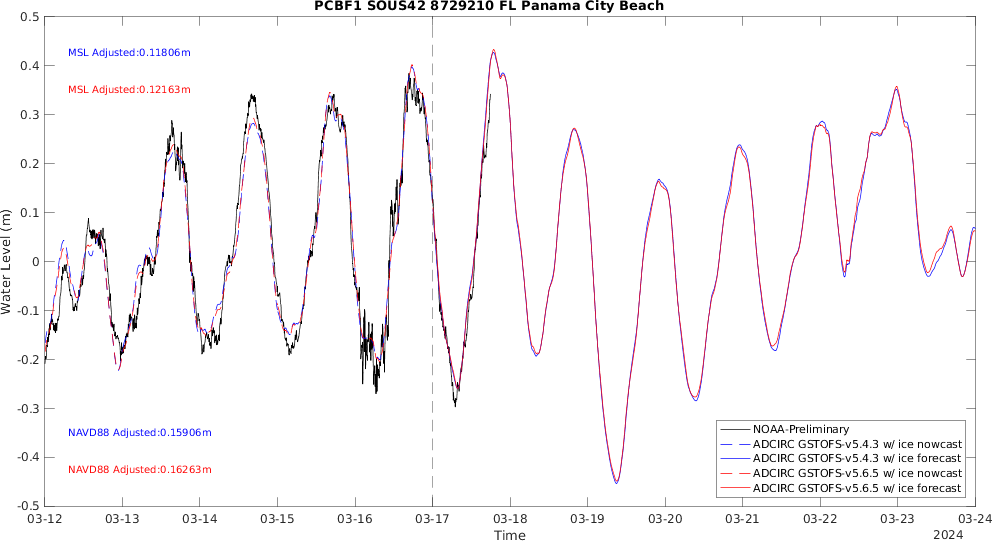 PCBF1 SOUS42 8729210 FL Panama City Beach
0.5
0.4
0.3
0.2
0.1
0
-0.1
-0.2
-0.3
-0.4
-0.5
Water Level (m)
MSL Adjusted:0.11806m
MSL Adjusted:0.12163m
NAVD88 Adjusted:0.15906m
NAVD88 Adjusted:0.16263m
NOAA-Preliminary
ADCIRC GSTOFS-v5.4.3 w/ ice nowcast
ADCIRC GSTOFS-v5.4.3 w/ ice forecast
ADCIRC GSTOFS-v5.6.5 w/ ice nowcast
ADCIRC GSTOFS-v5.6.5 w/ ice forecast
03-12 03-13 03-14 03-15 03-16 03-17 03-18 03-19 03-20 03-21 03-22 03-23 03-24
Time
2024